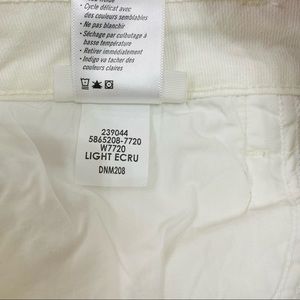 • Cycle délicat avec
des couleurs semblables
• Ne pas blanchir
• Séchage par culbutage à
basse température
• Retirer immédiatement
• Indigo va tacher des
couleurs claires
239044
5865208-7720
W7720
LIGHT ECRU
DNM208